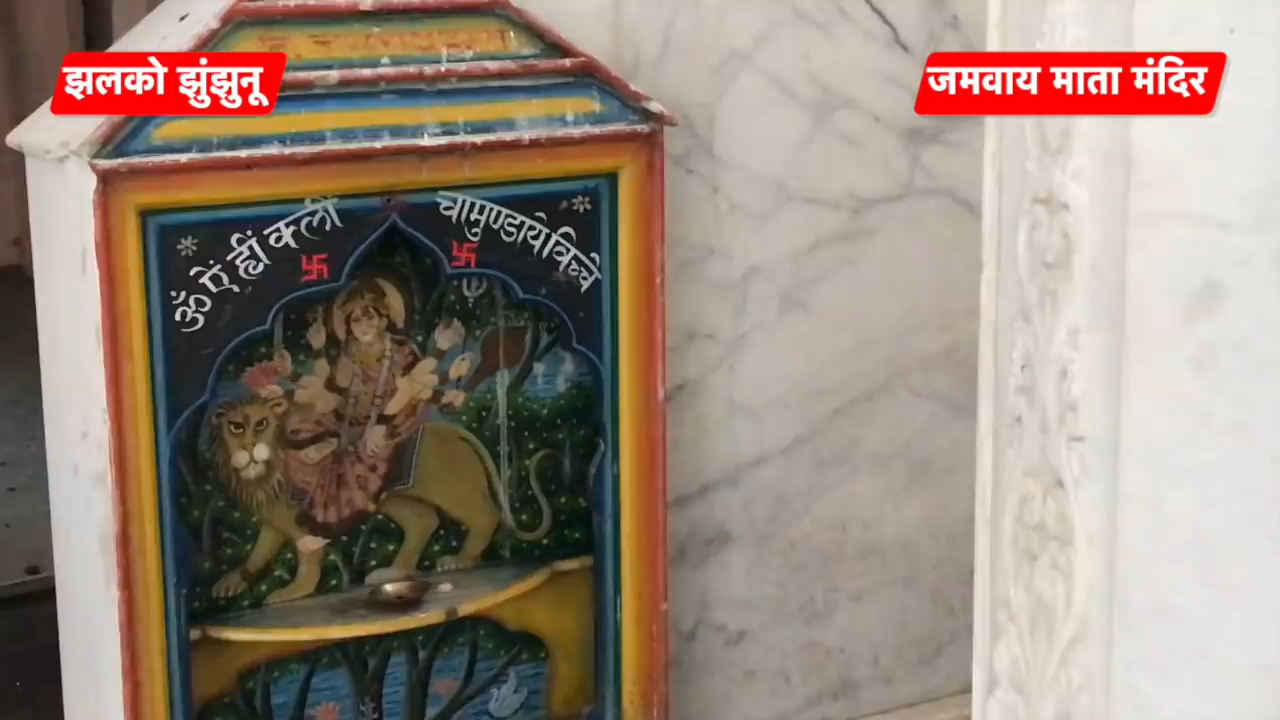 झलको झुंझुनू
जमवाय माता मंदिर
ॐ ऐं ह्रीं क्लीं
चामुण्डाये विच्चे